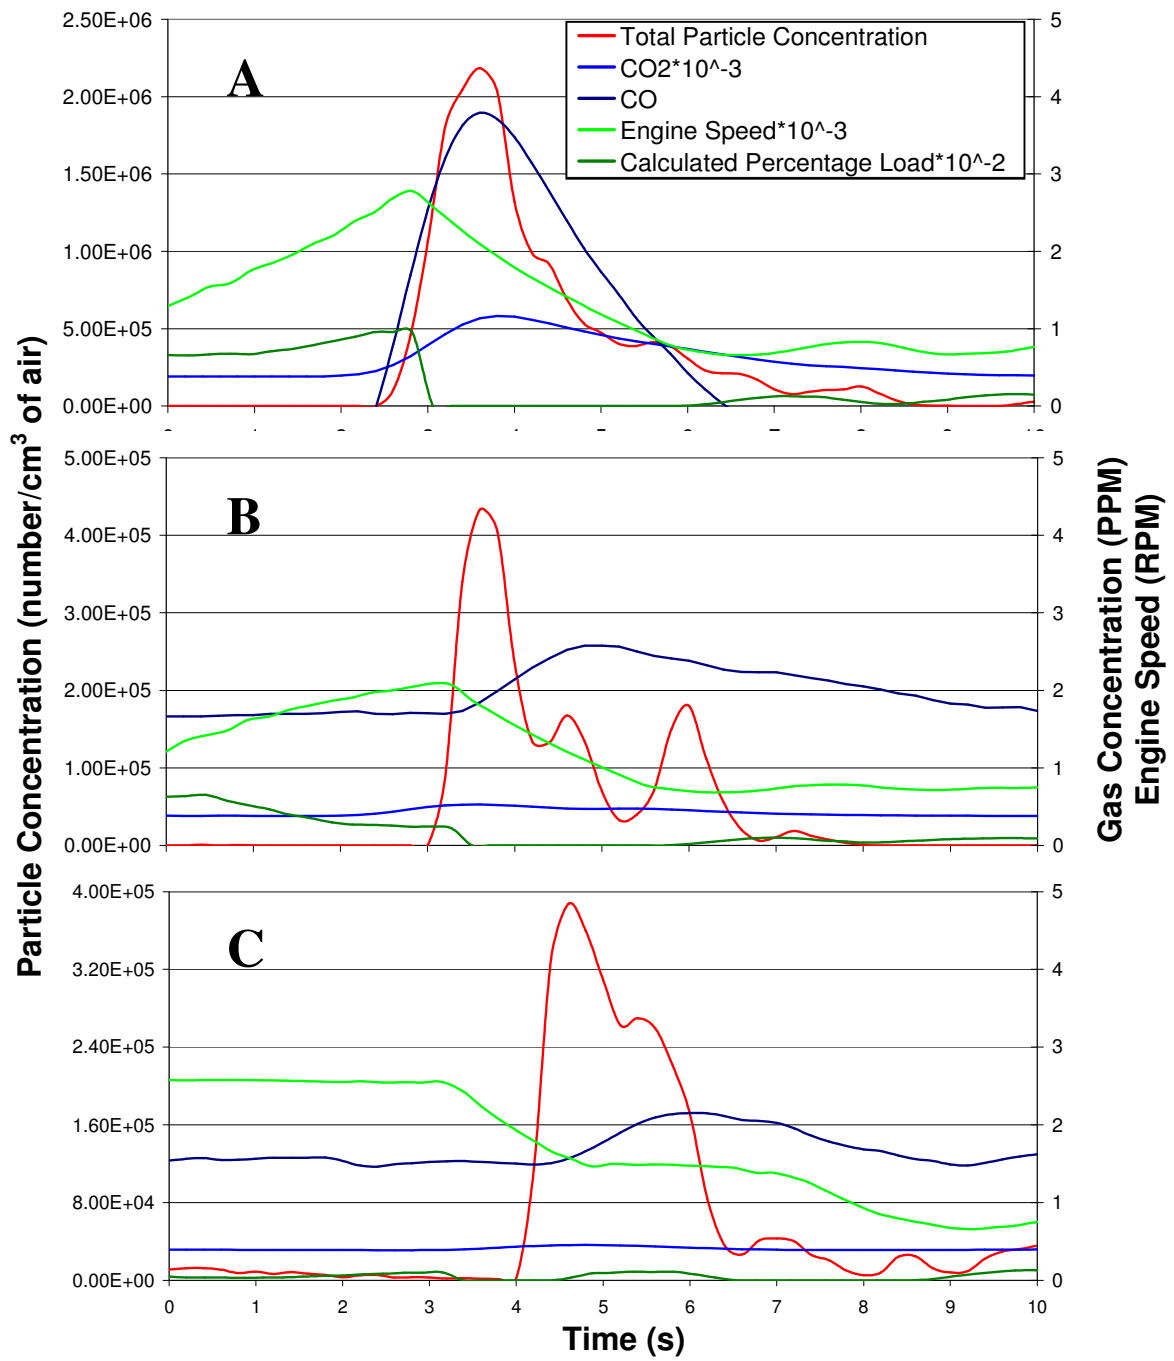 Particle Concentration (number/cm³ of air)
Gas Concentration (PPM)
Engine Speed (RPM)
A
Total Particle Concentration
CO2*10^-3
CO
Engine Speed*10^-3
Calculated Percentage Load*10^-2
2.50E+06
2.00E+06
1.50E+06
1.00E+06
5.00E+05
0.00E+00
5
4
3
2
1
0
B
5.00E+05
4.00E+05
3.00E+05
2.00E+05
1.00E+05
0.00E+00
5
4
3
2
1
0
C
4.00E+05
3.20E+05
2.40E+05
1.60E+05
8.00E+04
0.00E+00
5
4
3
2
1
0
0 1 2 3 4 5 6 7 8 9 10
Time (s)